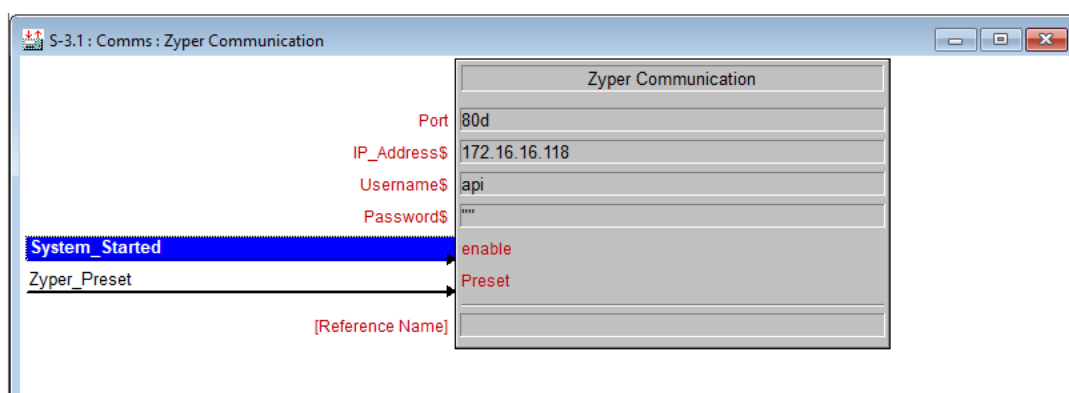 S-3.1 : Comms : Zyper Communication
Zyper Communication
Port 80d
IP_Address$ 172.16.16.118
Username$ api
Password$ ""
System_Started enable
Zyper_Preset Preset
[Reference Name]